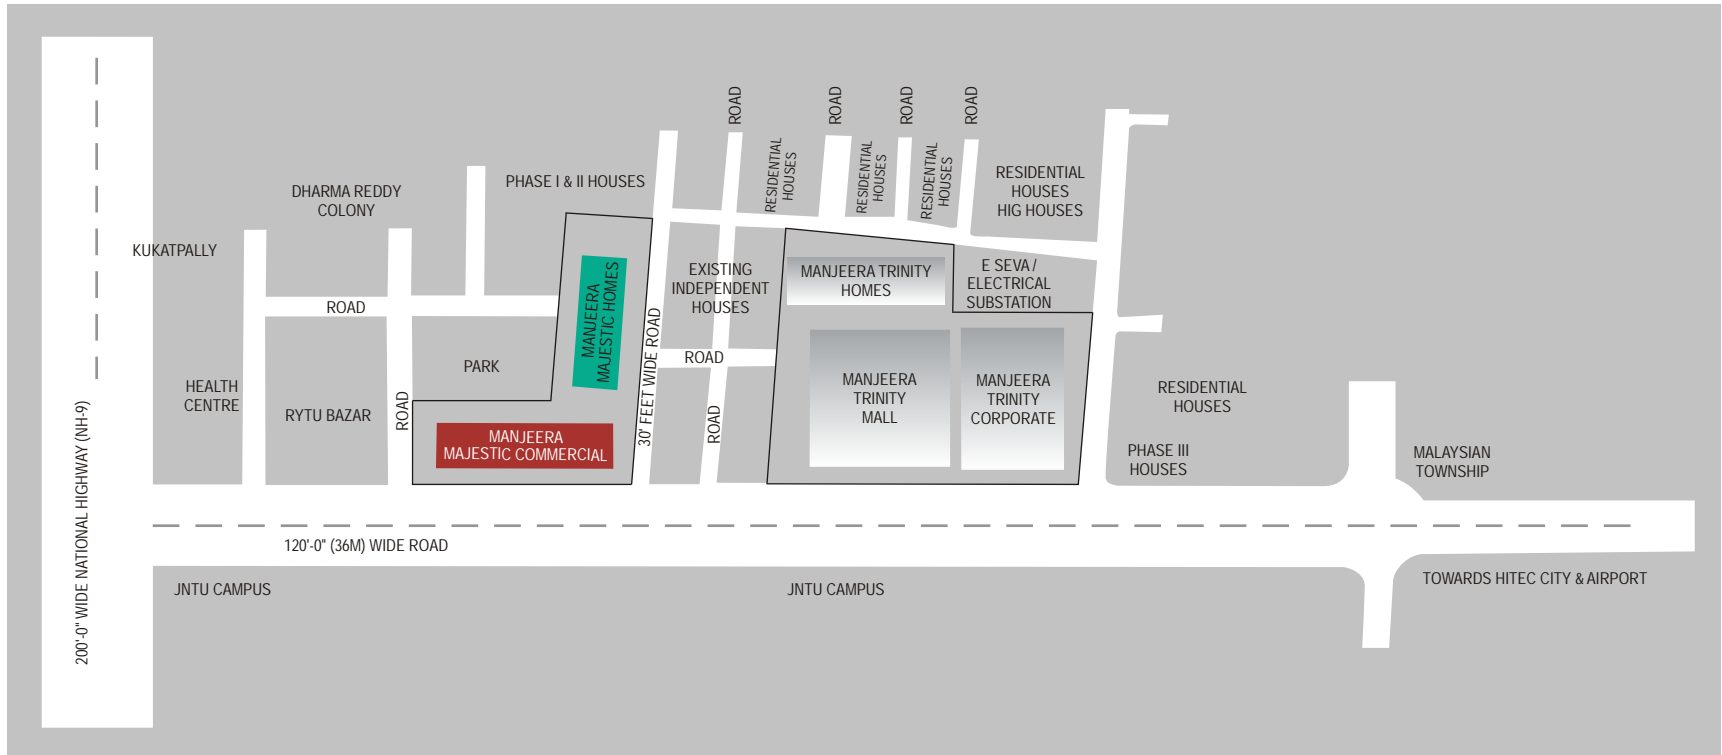 ROAD
ROAD
ROAD
ROAD
RESIDENTIAL
HOUSES
RESIDENTIAL
HOUSES
RESIDENTIAL
HOUSES
RESIDENTIAL
HOUSES
HIG HOUSES
PHASE I & II HOUSES
DHARMA REDDY
COLONY
KUKATPALLY
EXISTING
INDEPENDENT
HOUSES
MANJEERA TRINITY
HOMES
E SEVA /
ELECTRICAL
SUBSTATION
ROAD
MANJEERA
MAJESTIC HOMES
30' FEET WIDE ROAD
ROAD
PARK
HEALTH
CENTRE
RYTU BAZAR
ROAD
ROAD
MANJEERA
TRINITY
MALL
MANJEERA
TRINITY
CORPORATE
RESIDENTIAL
HOUSES
MANJEERA
MAJESTIC COMMERCIAL
PHASE III
HOUSES
MALAYSIAN
TOWNSHIP
200'-0" WIDE NATIONAL HIGHWAY (NH-9)
120'-0" (36M) WIDE ROAD
JNTU CAMPUS
JNTU CAMPUS
TOWARDS HITEC CITY & AIRPORT